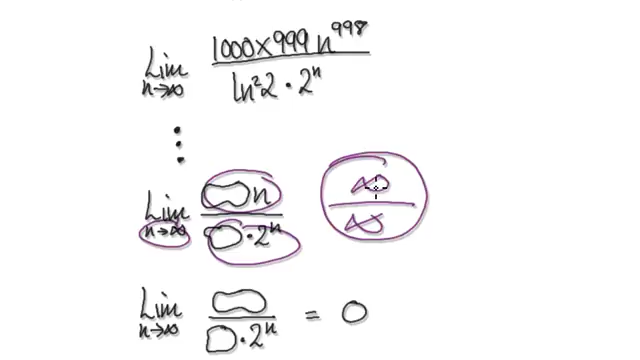 Lim n→∞ 1000×999 n^998 / ln²2 · 2^n
⋮
Lim n→∞ n / · 2^n ∞ / ∞
Lim n→∞ / · 2^n = 0